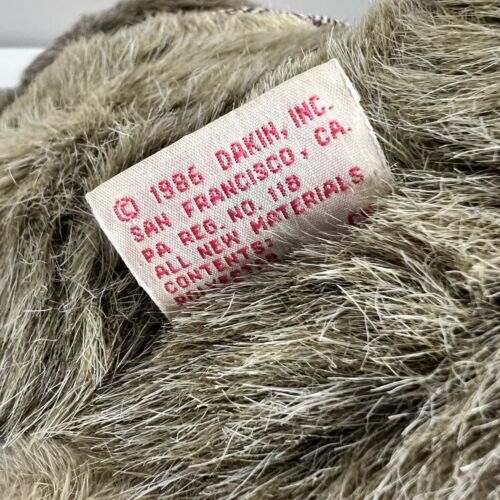 © 1986 DAKIN, INC.
SAN FRANCISCO, CA.
PA REG. NO. 118
ALL NEW MATERIALS
CONTENTS: